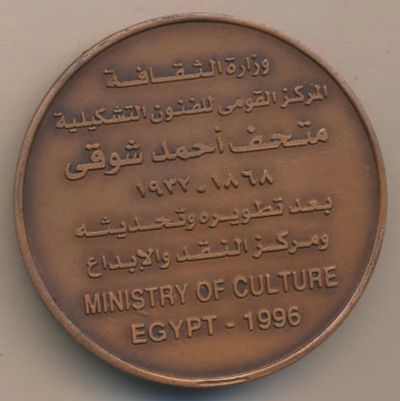 وزارة الثقافة
المركز القومى للفنون التشكيلية
متحف أحمد شوقى
١٨٦٨ - ١٩٣٢
بعد تطويره وتحديثه
ومركز النقد والإبداع
MINISTRY OF CULTURE
EGYPT - 1996